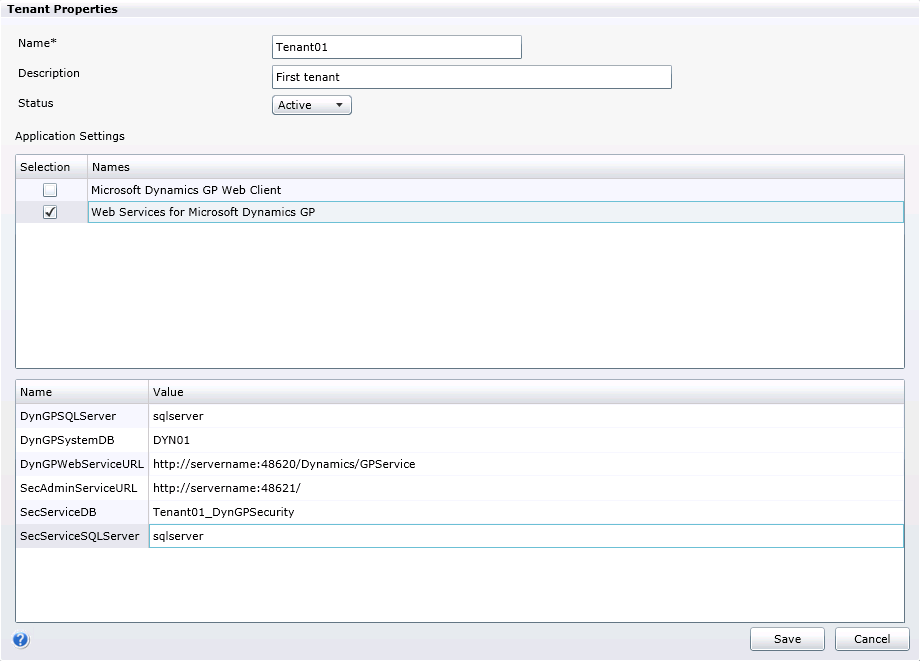 Tenant Properties
Name* Tenant01
Description First tenant
Status Active
Application Settings
Selection Names
Microsoft Dynamics GP Web Client
Web Services for Microsoft Dynamics GP
Name Value
DynGPSQLServer sqlserver
DynGPSystemDB DYN01
DynGPWebServiceURL http://servername:48620/Dynamics/GPService
SecAdminServiceURL http://servername:48621/
SecServiceDB Tenant01_DynGPSecurity
SecServiceSQLServer sqlserver
? Save Cancel